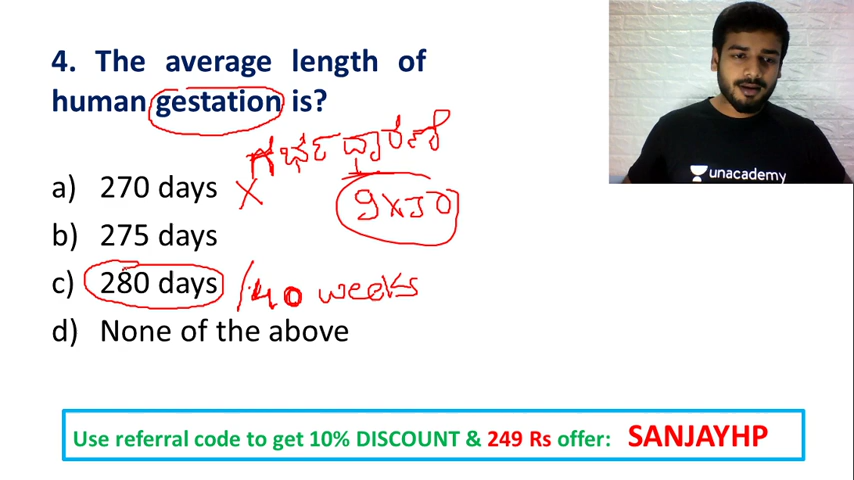 4. The average length of
human gestation is?
ಗರ್ಭಧಾರಣೆ
a) 270 days X
9x30
b) 275 days
c) 280 days /40 weeks
d) None of the above
unacademy
Use referral code to get 10% DISCOUNT & 249 Rs offer: SANJAYHP